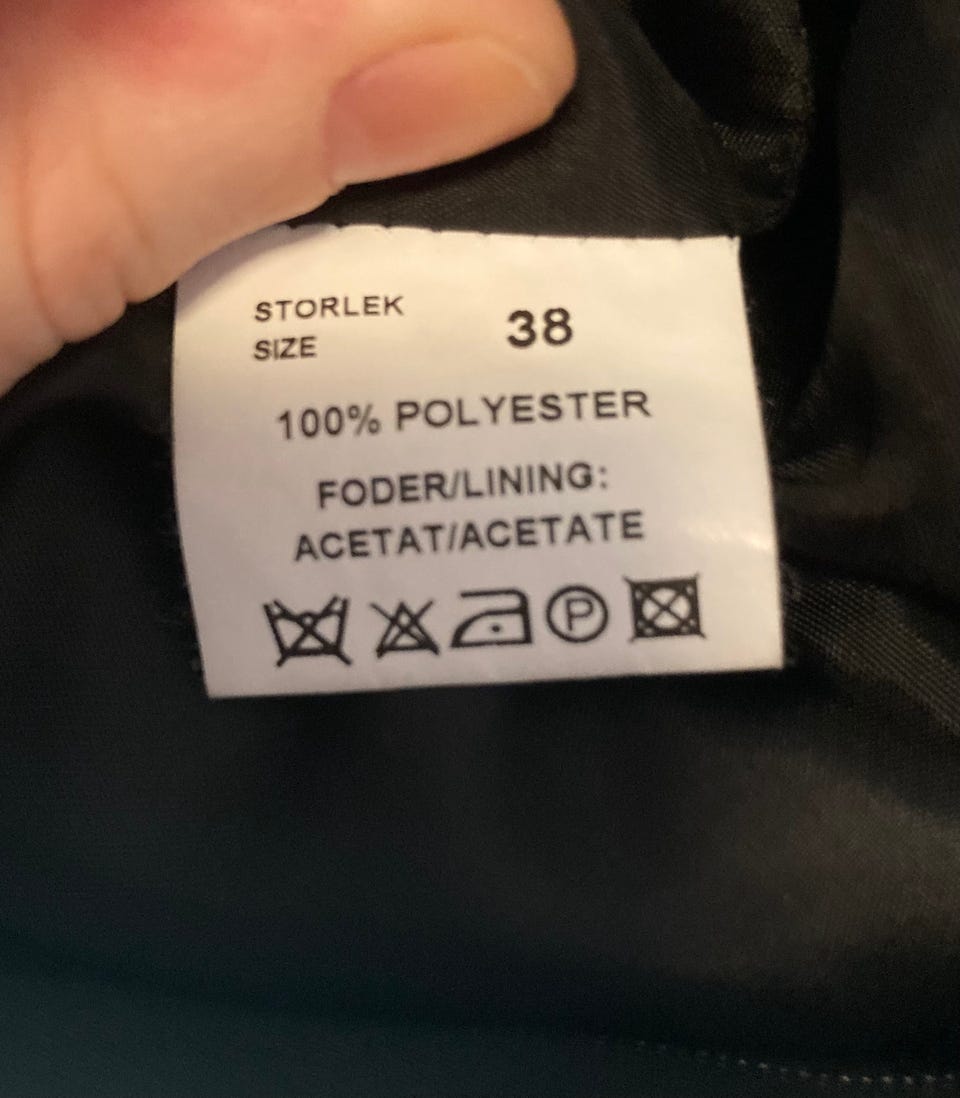 STORLEK
SIZE
38
100% POLYESTER
FODER/LINING:
ACETAT/ACETATE
P